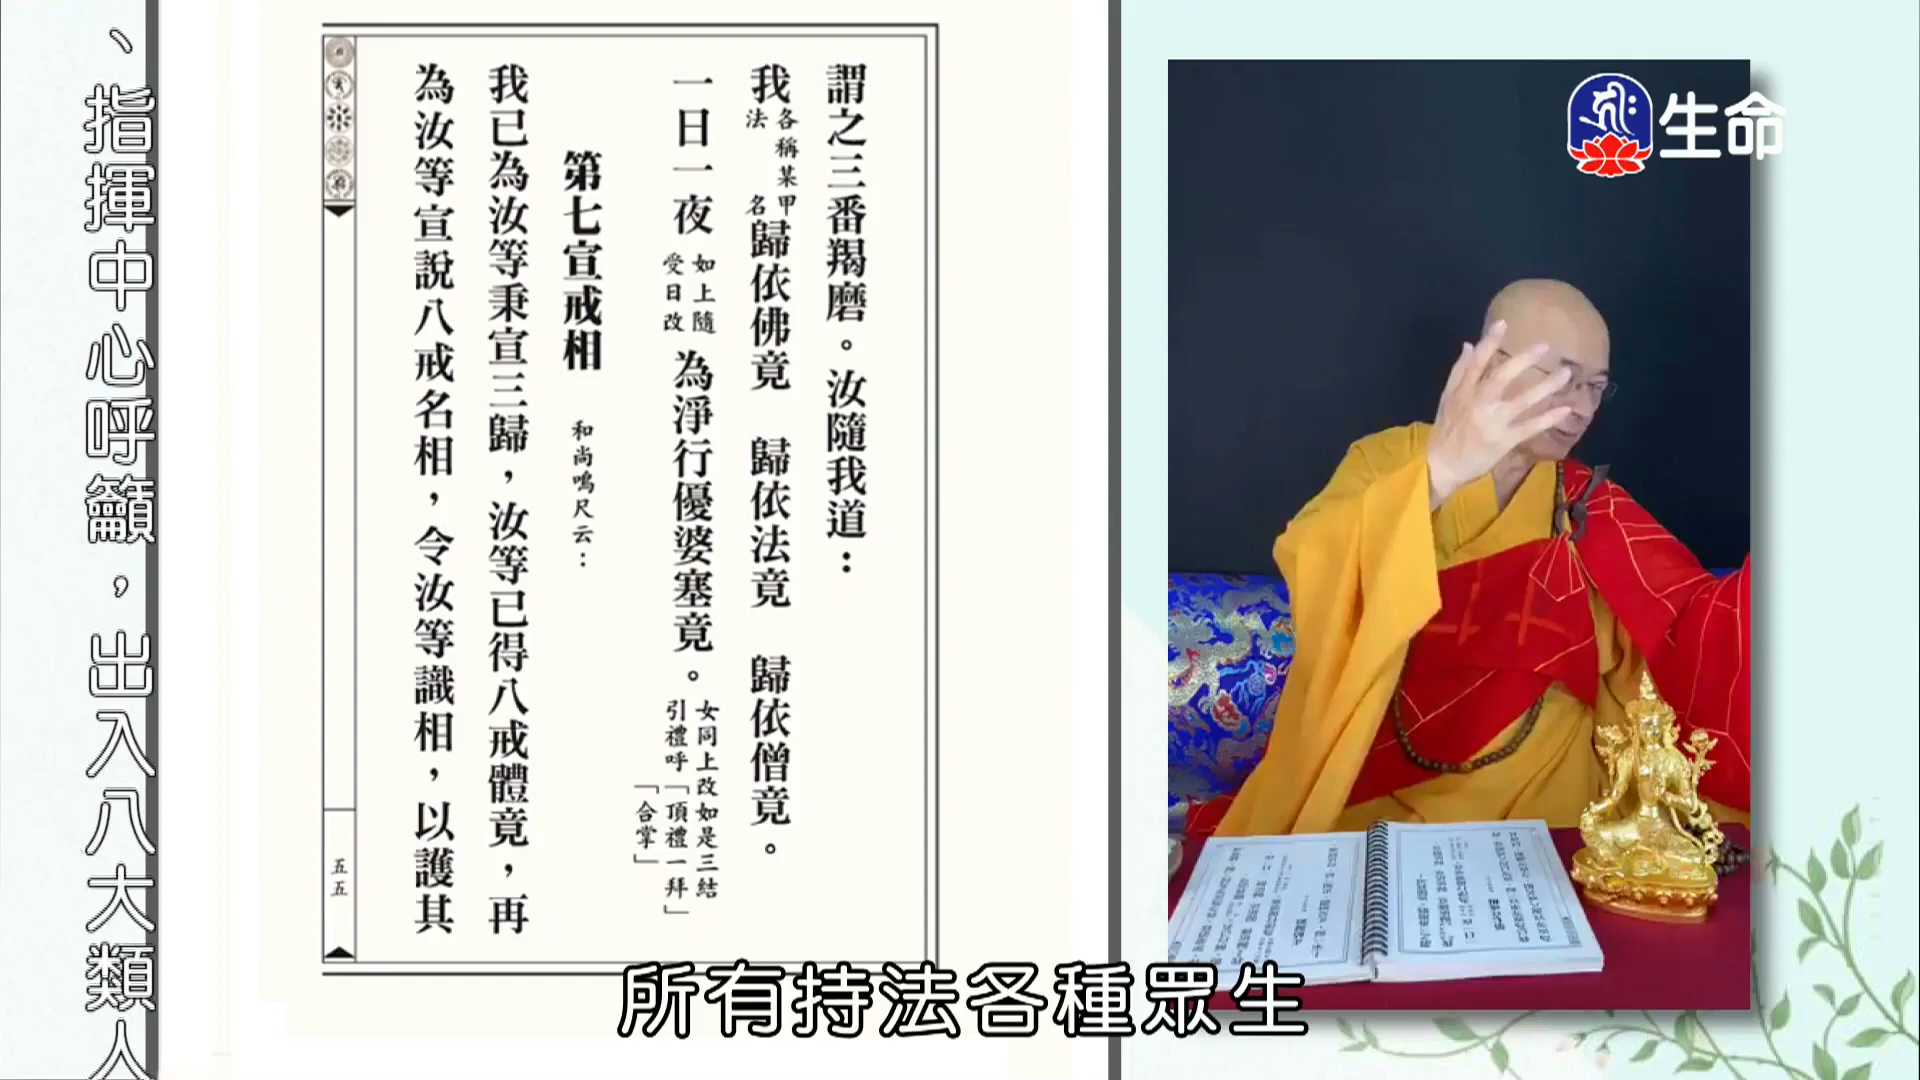 謂之三番羯磨。汝隨我道：
我 各稱某甲 法名 歸依佛竟 歸依法竟 歸依僧竟。
一日一夜 如上隨 受日改 為淨行優婆塞竟。 女同上改如是三結 引禮呼「頂禮一拜」 「合掌」
第七宣戒相 和尚鳴尺云：
我已為汝等秉宣三歸，汝等已得八戒體竟，再
為汝等宣說八戒名相，令汝等識相，以護其
五五
、指揮中心呼籲，出入八大類人
生命
所有持法各種眾生